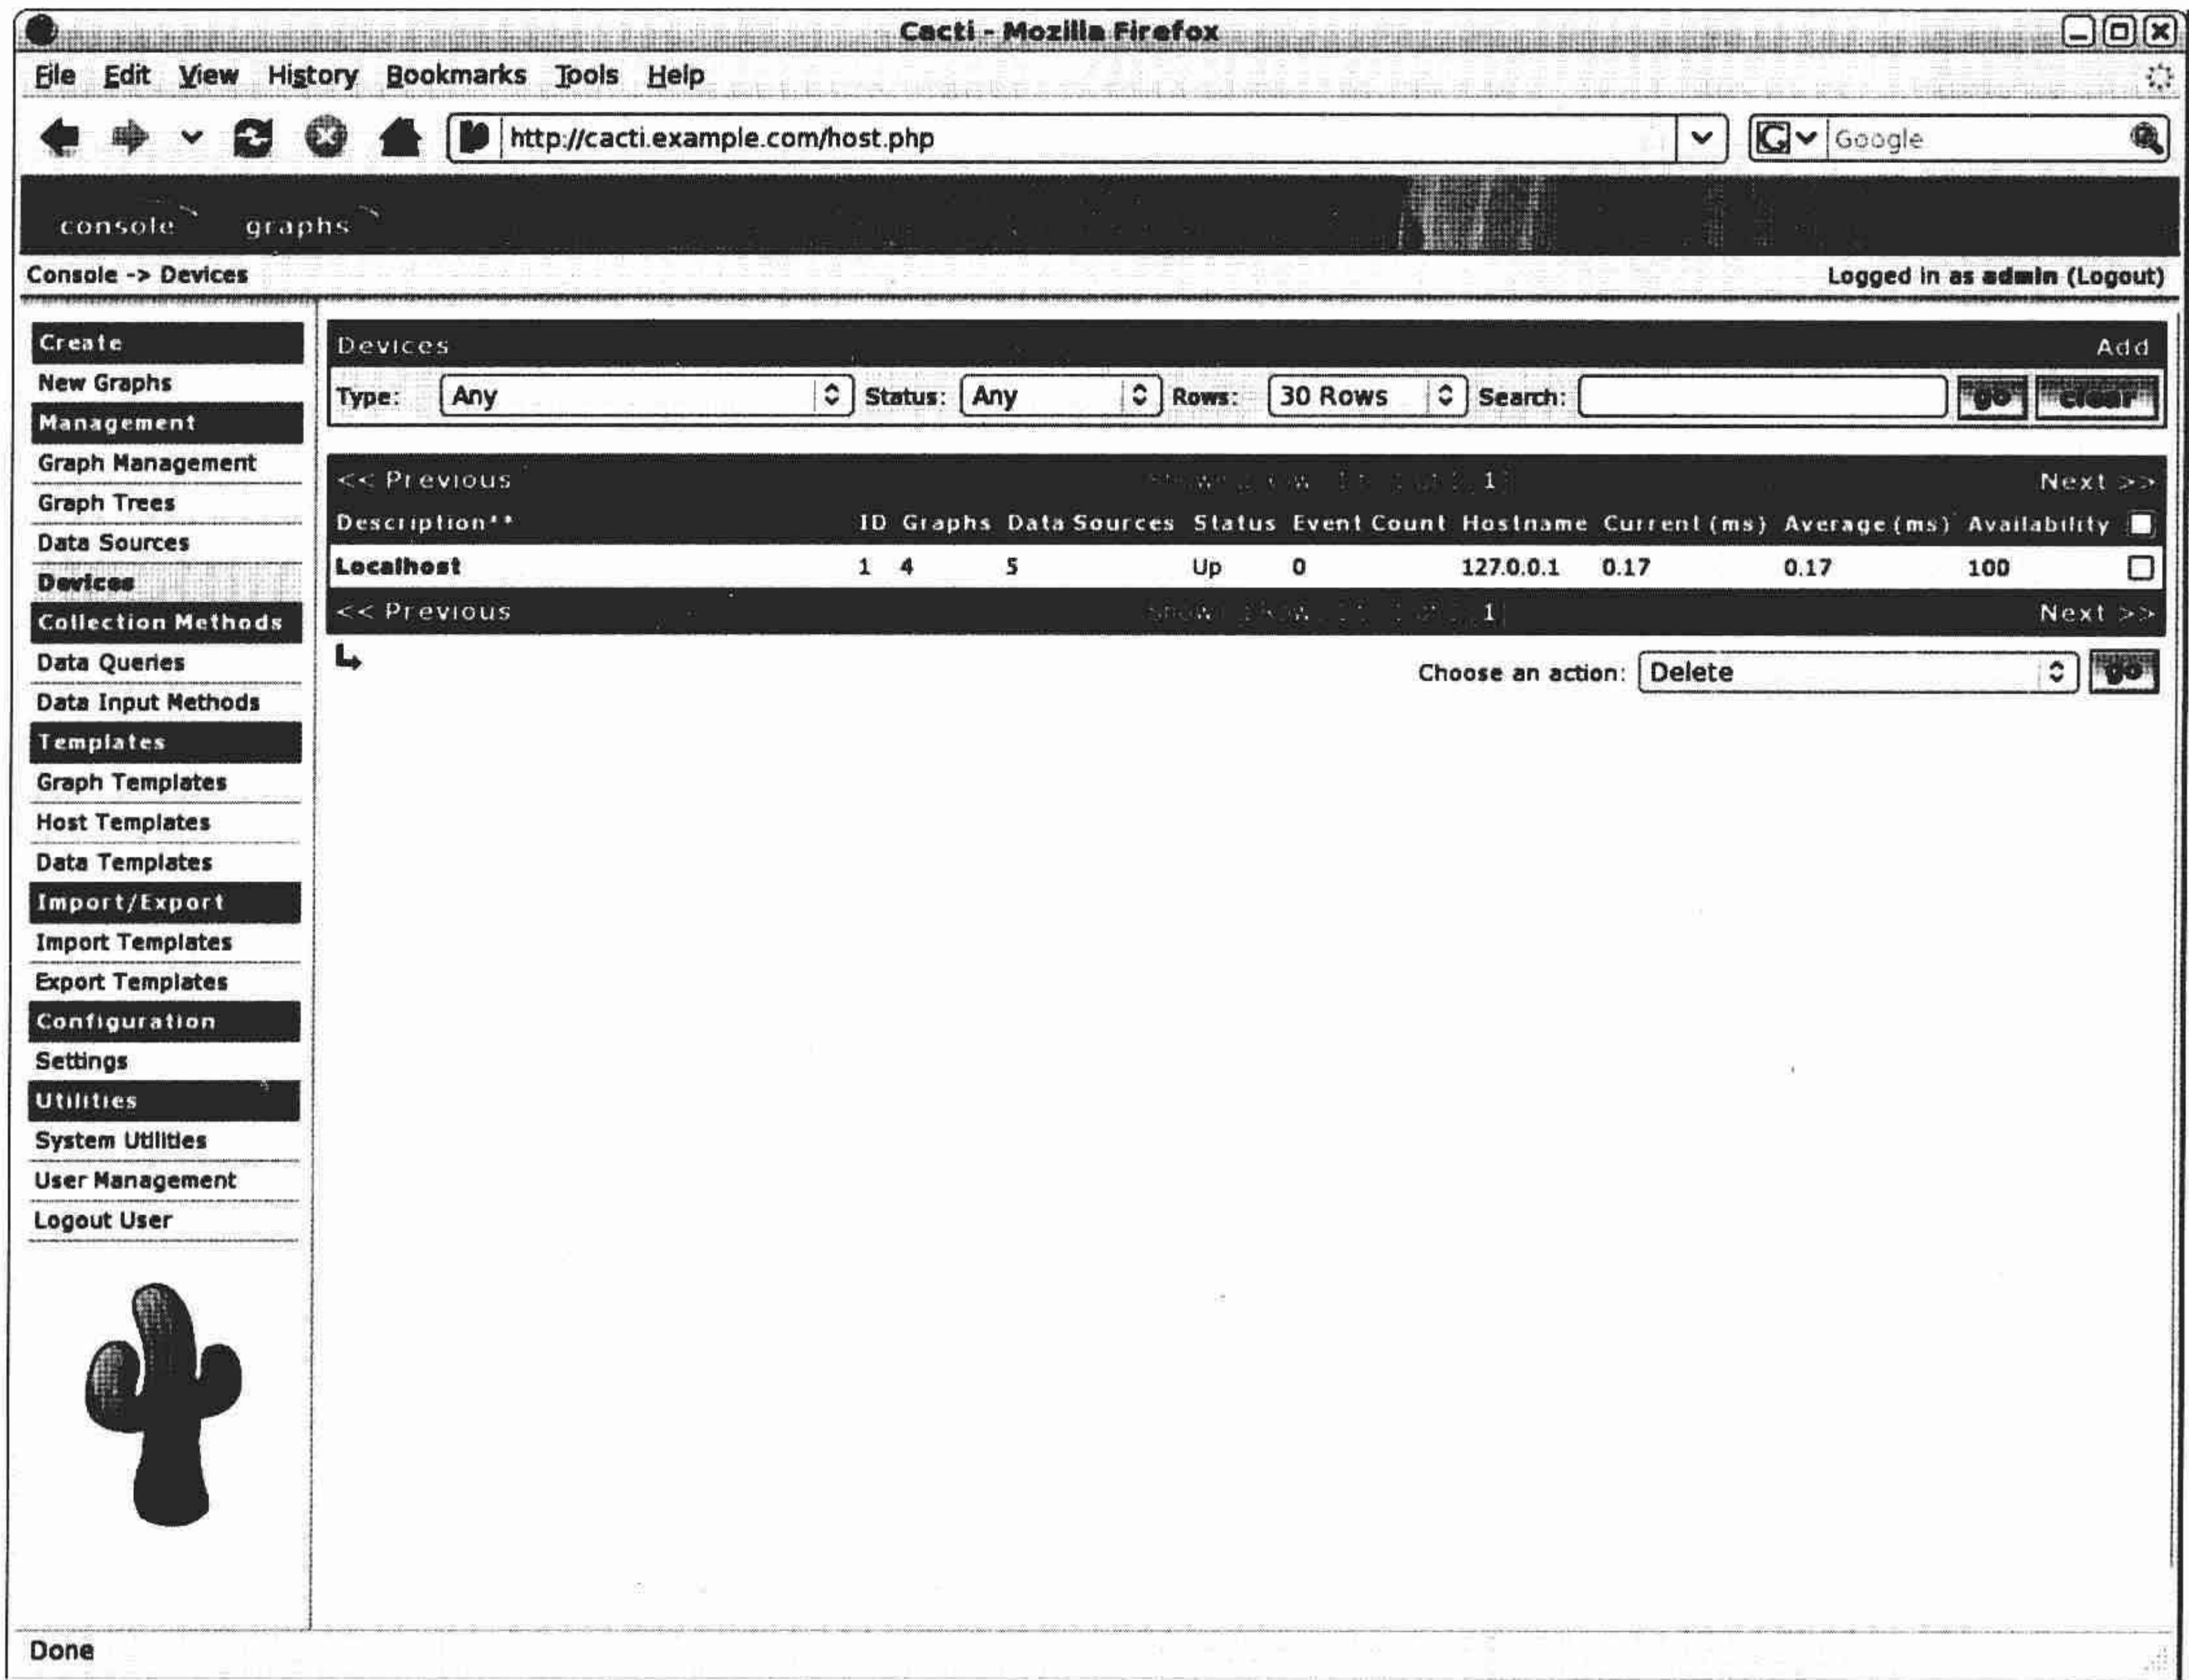 Cacti - Mozilla Firefox
File Edit View History Bookmarks Tools Help
http://cacti.example.com/host.php
Google
console graphs
Console -> Devices
Logged in as admin (Logout)
Create
New Graphs
Management
Graph Management
Graph Trees
Data Sources
Devices
Collection Methods
Data Queries
Data Input Methods
Templates
Graph Templates
Host Templates
Data Templates
Import/Export
Import Templates
Export Templates
Configuration
Settings
Utilities
System Utilities
User Management
Logout User
Devices Add
Type: Any Status: Any Rows: 30 Rows Search: go clear
<< Previous 1 Next >>
Description** ID Graphs Data Sources Status Event Count Hostname Current (ms) Average (ms) Availability
Localhost 1 4 5 Up 0 127.0.0.1 0.17 0.17 100
<< Previous 1 Next >>
Choose an action: Delete go
Done